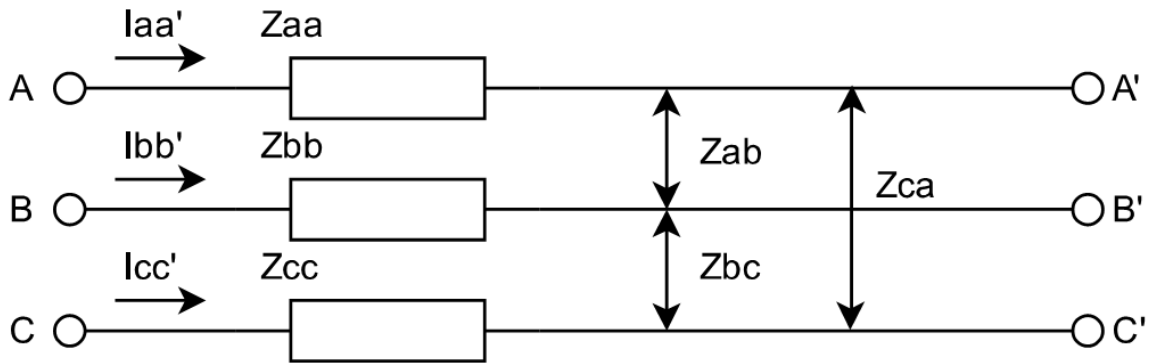 Iaa' Zaa
A A'
Ibb' Zbb Zab
Zca
B B'
Icc' Zcc Zbc
C C'